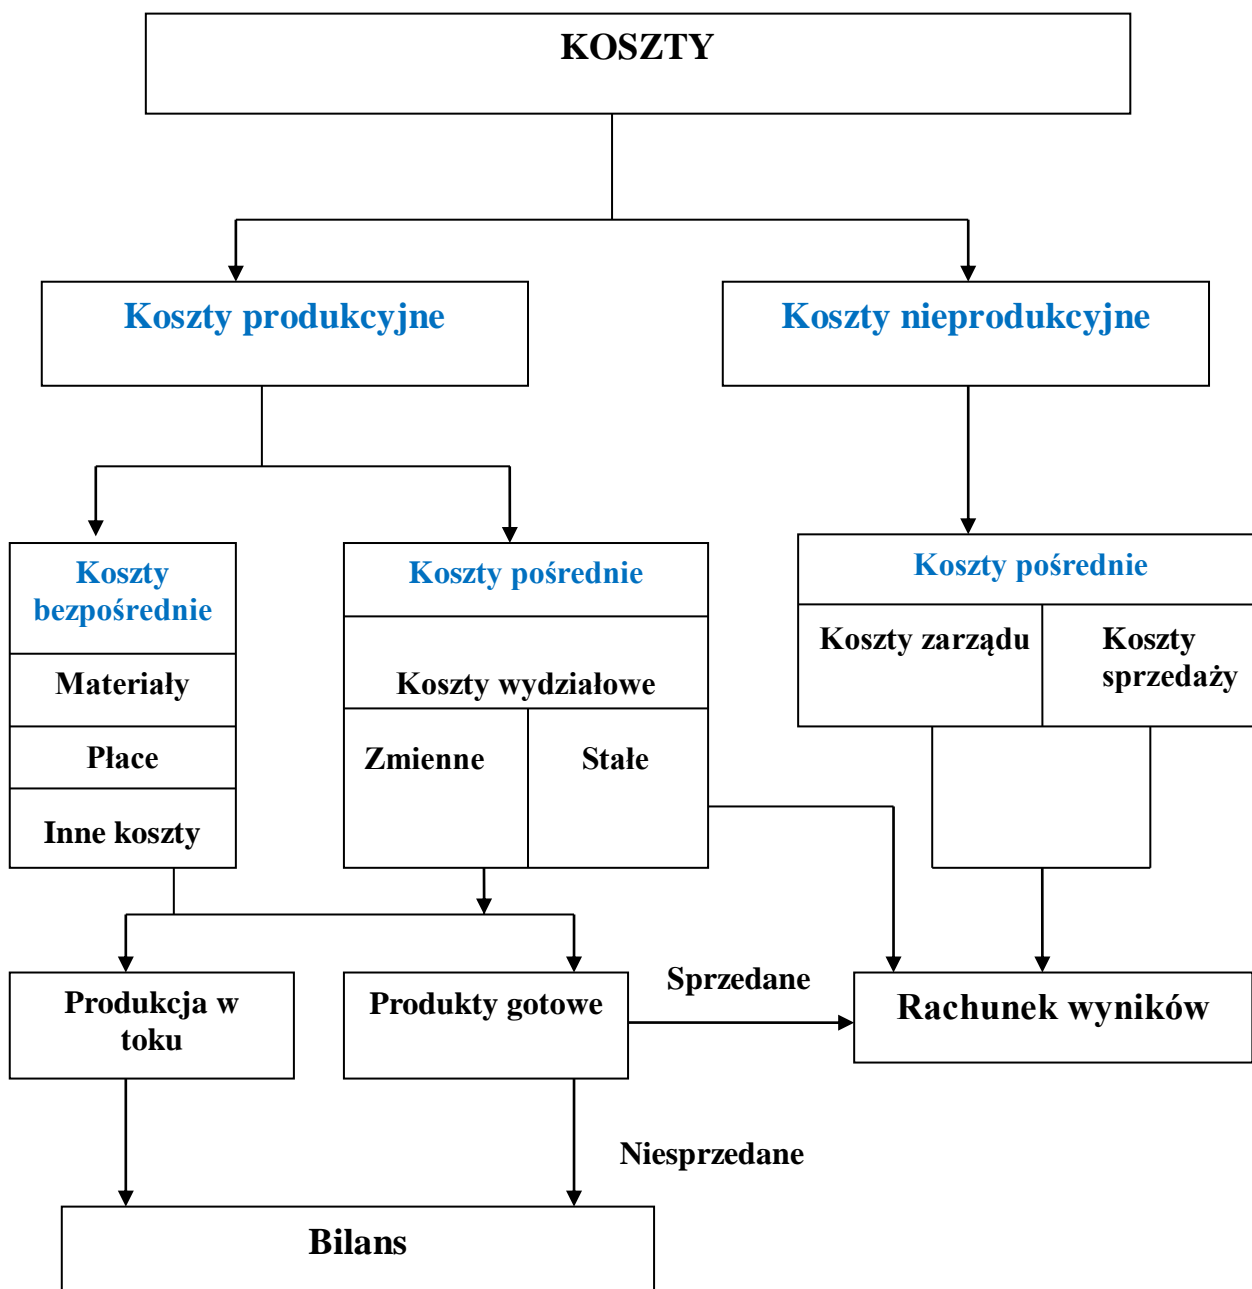 KOSZTY
Koszty produkcyjne
Koszty nieprodukcyjne
Koszty
bezpośrednie
Materiały
Płace
Inne koszty
Koszty pośrednie
Koszty wydziałowe
Zmienne
Stałe
Koszty pośrednie
Koszty zarządu
Koszty
sprzedaży
Produkcja w
toku
Produkty gotowe
Sprzedane
Rachunek wyników
Niesprzedane
Bilans